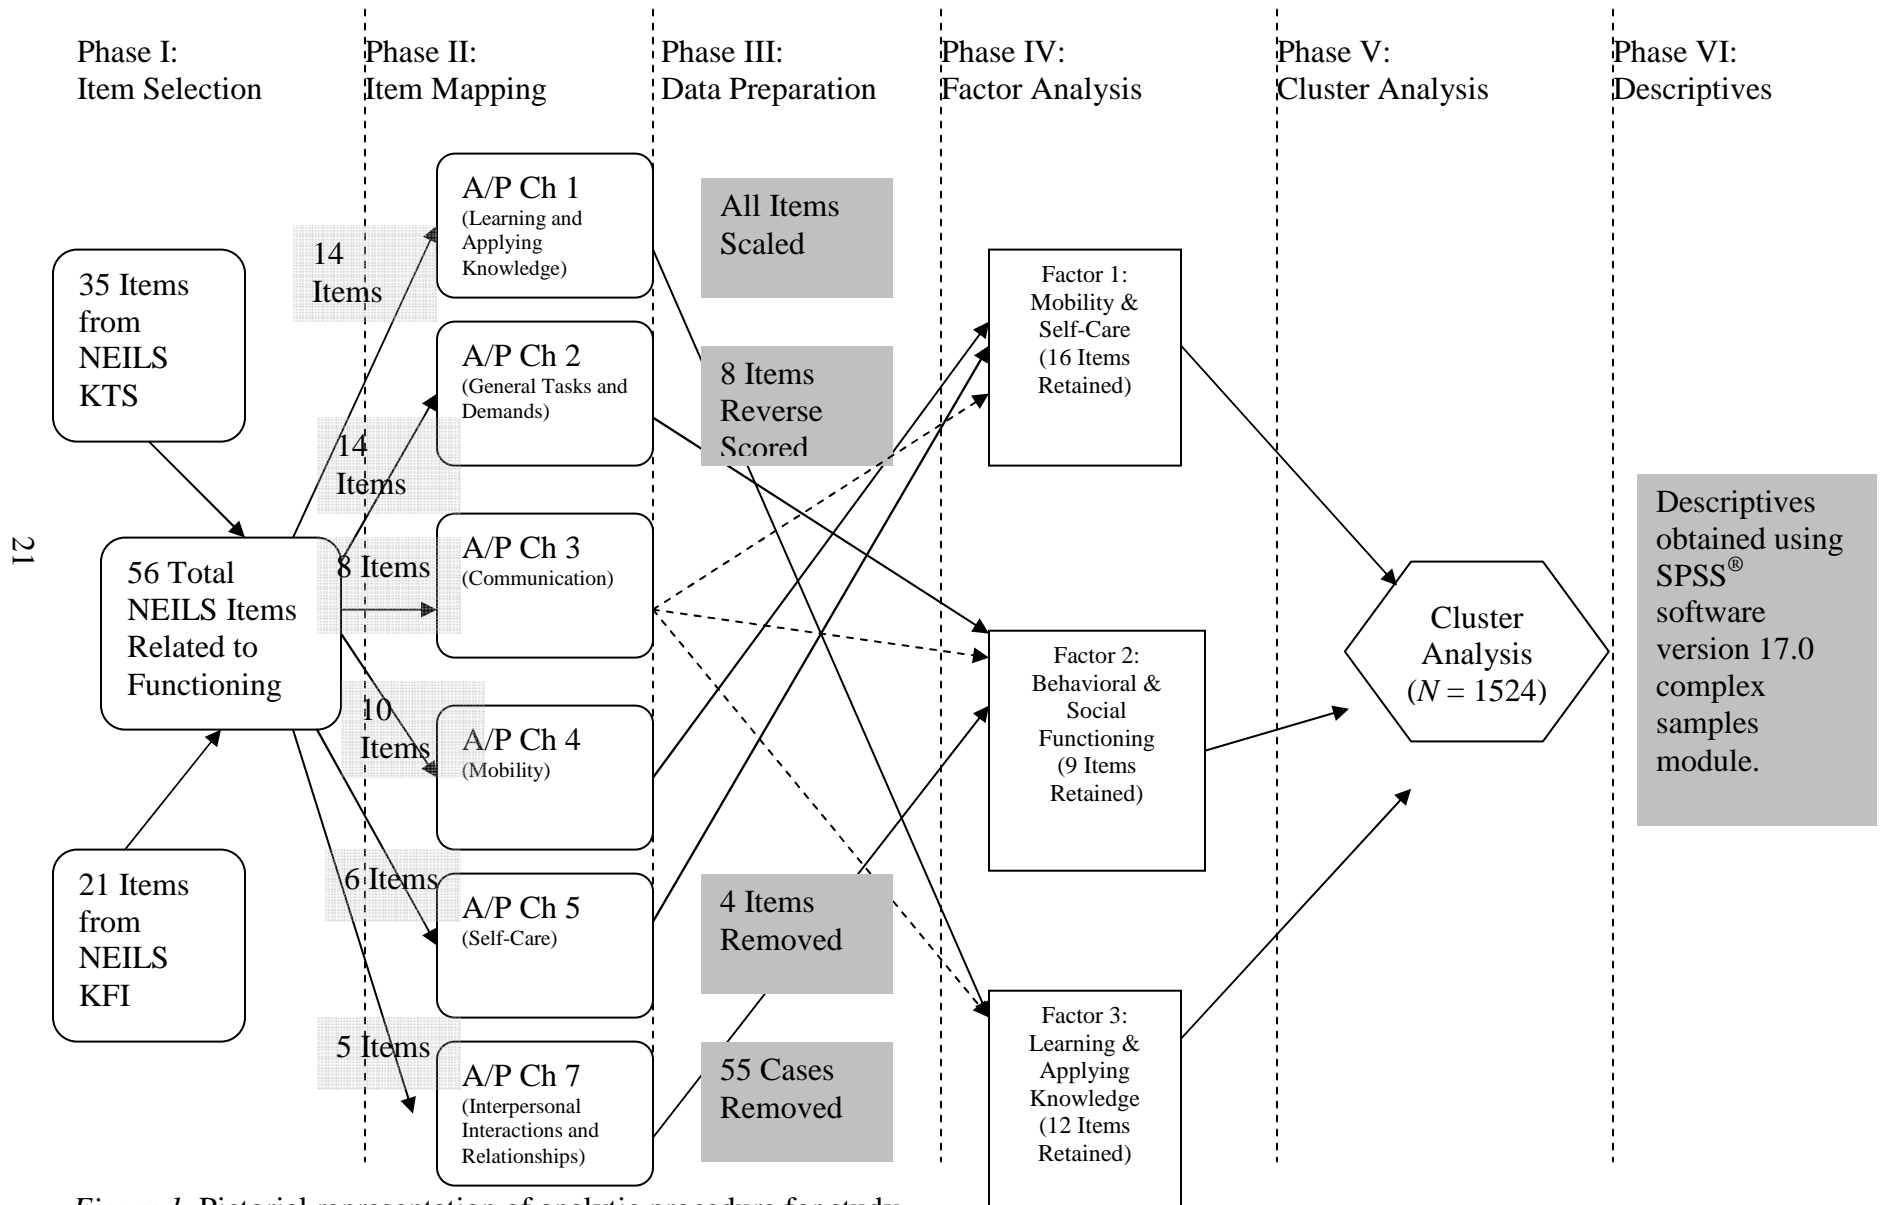 Phase I:
Item Selection
Phase II:
Item Mapping
Phase III:
Data Preparation
Phase IV:
Factor Analysis
Phase V:
Cluster Analysis
Phase VI:
Descriptives
35 Items
from
NEILS
KTS
56 Total
NEILS Items
Related to
Functioning
21 Items
from
NEILS
KFI
14
Items
14
Items
8 Items
10
Items
6 Items
5 Items
A/P Ch 1
(Learning and
Applying
Knowledge)
A/P Ch 2
(General Tasks and
Demands)
A/P Ch 3
(Communication)
A/P Ch 4
(Mobility)
A/P Ch 5
(Self-Care)
A/P Ch 7
(Interpersonal
Interactions and
Relationships)
All Items
Scaled
8 Items
Reverse
Scored
4 Items
Removed
55 Cases
Removed
Factor 1:
Mobility &
Self-Care
(16 Items
Retained)
Factor 2:
Behavioral &
Social
Functioning
(9 Items
Retained)
Factor 3:
Learning &
Applying
Knowledge
(12 Items
Retained)
Cluster
Analysis
(N = 1524)
Descriptives
obtained using
SPSS®
software
version 17.0
complex
samples
module.
21
Figure 1. Pictorial representation of analytic procedure for study